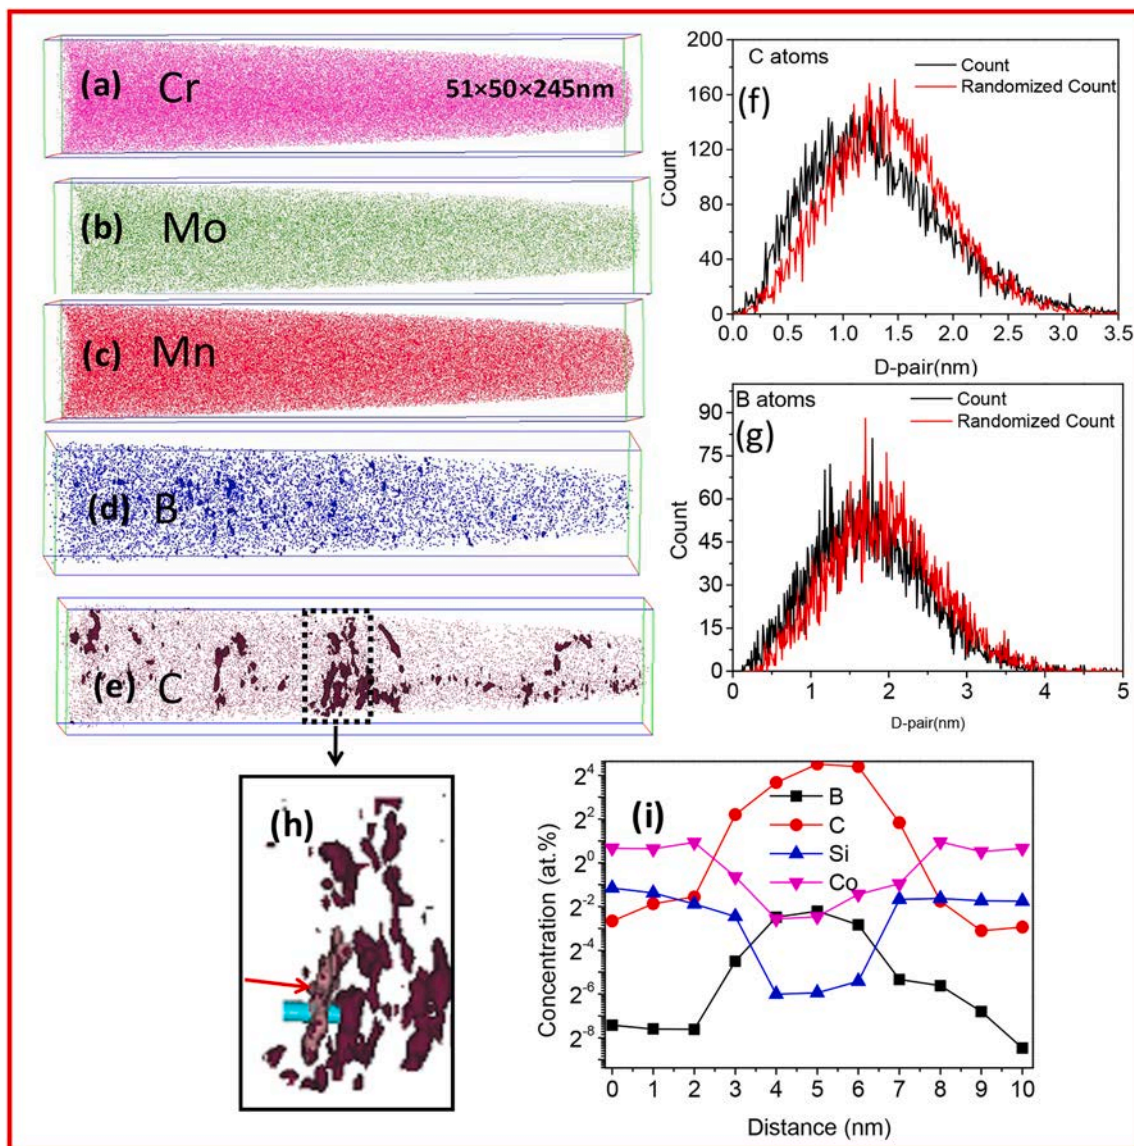 (a) Cr 51×50×245nm
(b) Mo
(c) Mn
(d) B
(e) C
(h)
200
160
120
80
40
0
Count
C atoms
Count
Randomized Count
(f)
0.0 0.5 1.0 1.5 2.0 2.5 3.0 3.5
D-pair(nm)
90
75
60
45
30
15
0
Count
B atoms
Count
Randomized Count
(g)
0 1 2 3 4 5
D-pair(nm)
2^4
2^2
2^0
2^-2
2^-4
2^-6
2^-8
Concentration (at.%)
(i)
B
C
Si
Co
0 1 2 3 4 5 6 7 8 9 10
Distance (nm)